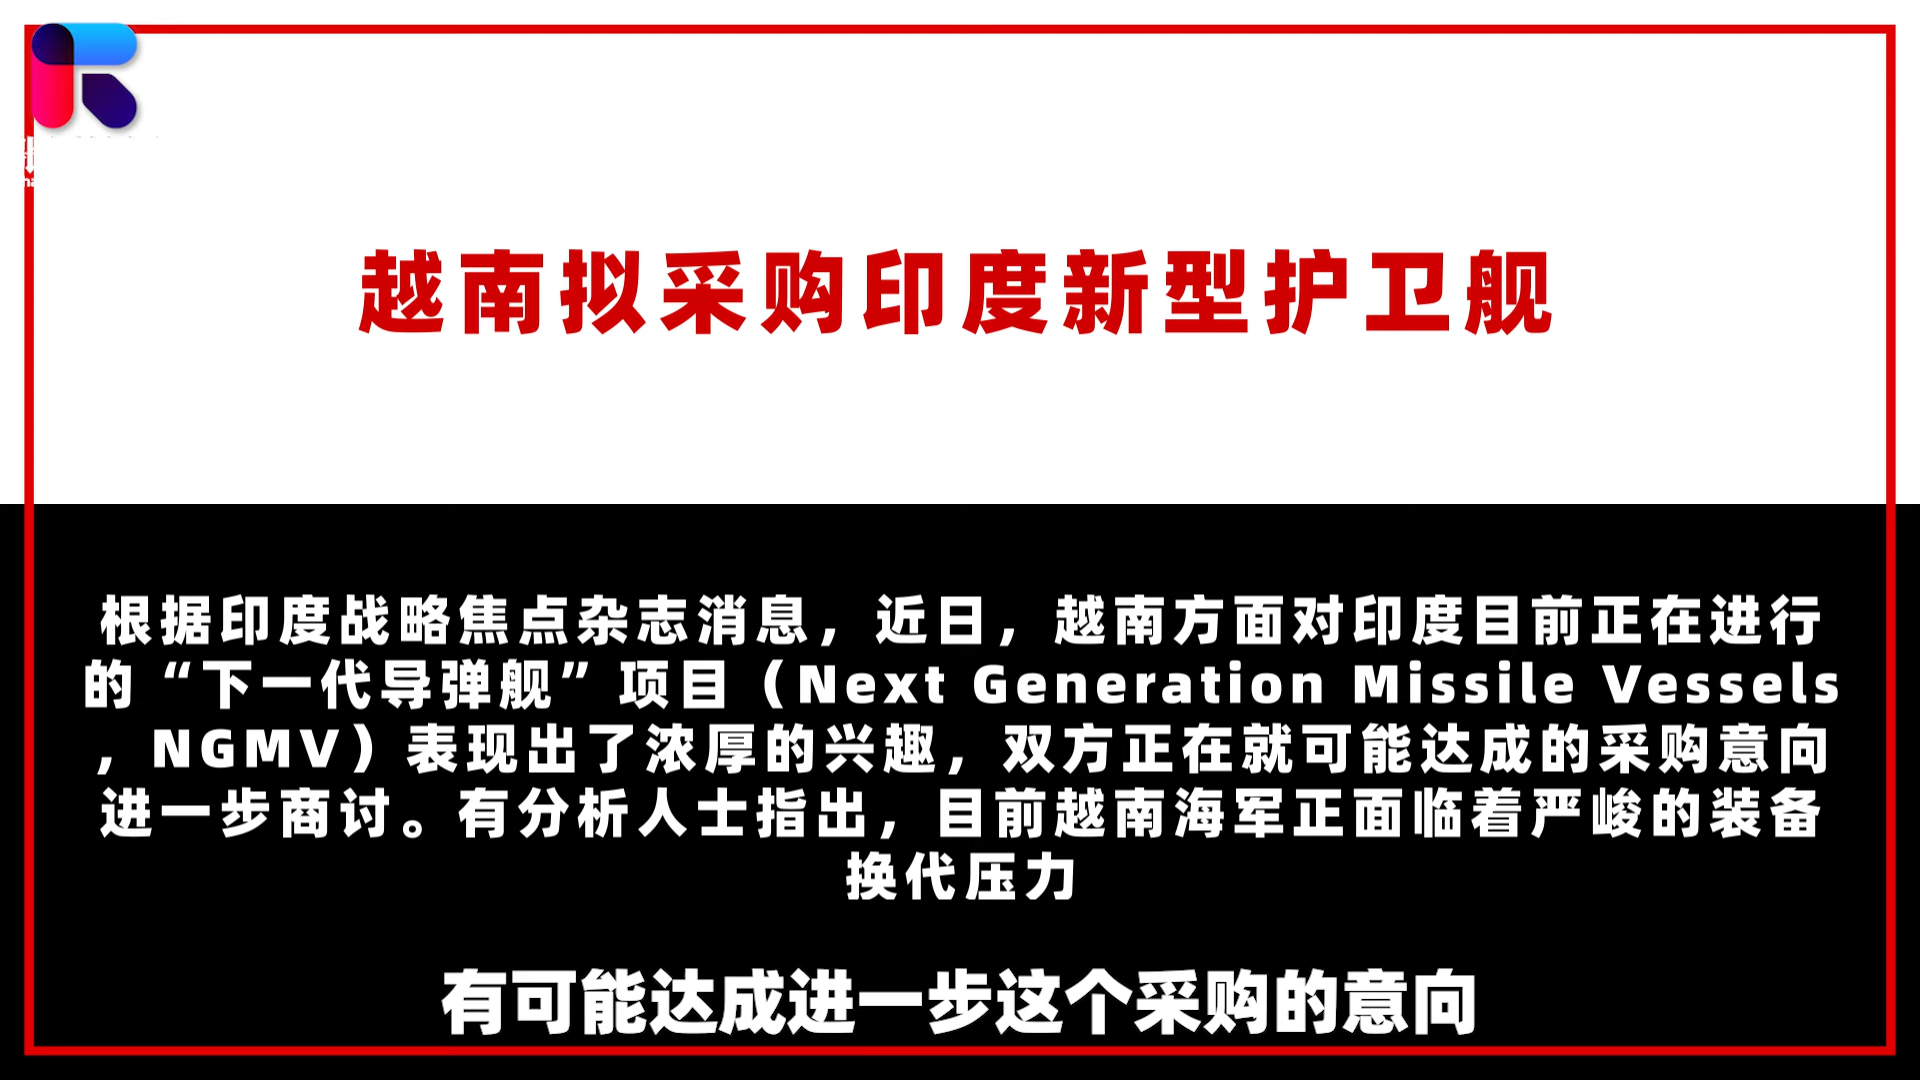 越南拟采购印度新型护卫舰
根据印度战略焦点杂志消息，近日，越南方面对印度目前正在进行
的“下一代导弹舰”项目（Next Generation Missile Vessels
，NGMV）表现出了浓厚的兴趣，双方正在就可能达成的采购意向
进一步商讨。有分析人士指出，目前越南海军正面临着严峻的装备
换代压力
有可能达成进一步这个采购的意向